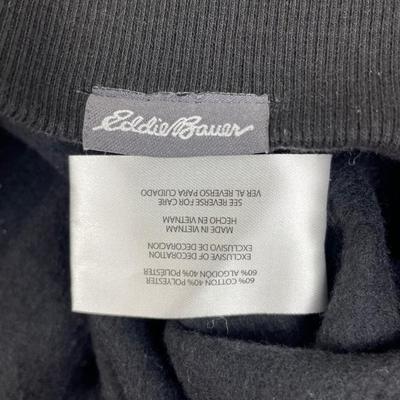 Eddie Bauer
60% COTTON 40% POLYESTER
60% ALGODÓN 40% POLIÉSTER
EXCLUSIVE OF DECORATION
EXCLUSIVO DE DECORACION
MADE IN VIETNAM
HECHO EN VIETNAM
SEE REVERSE FOR CARE
VER AL REVERSO PARA CUIDADO